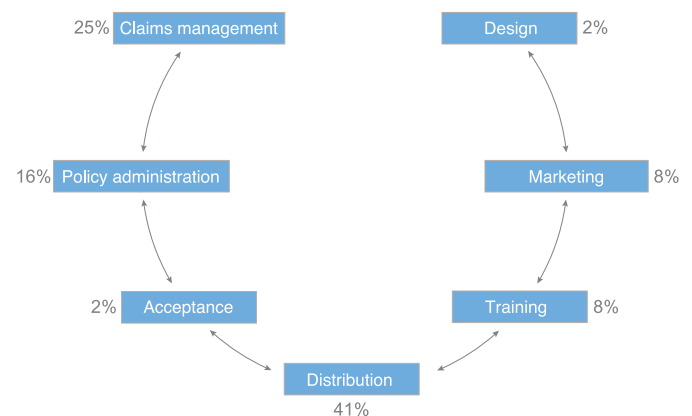 25% Claims management
Design 2%
16% Policy administration
Marketing 8%
2% Acceptance
Training 8%
Distribution
41%